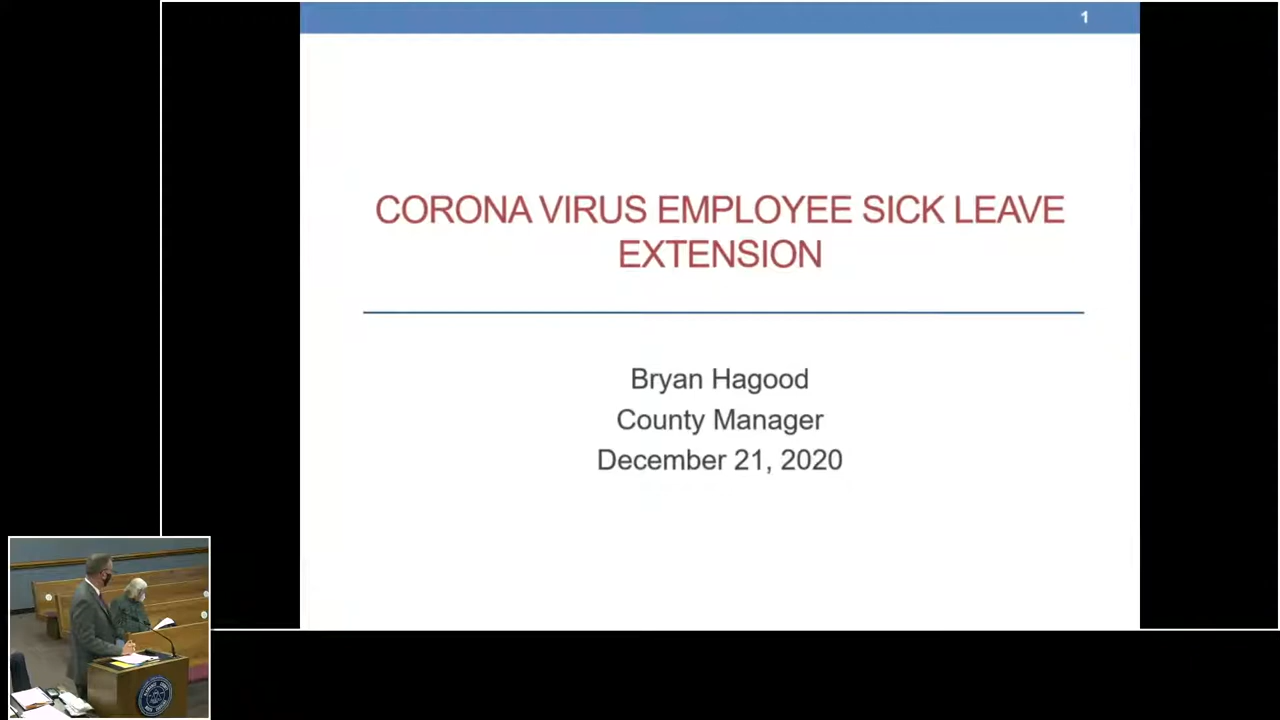 1
CORONA VIRUS EMPLOYEE SICK LEAVE
EXTENSION
Bryan Hagood
County Manager
December 21, 2020